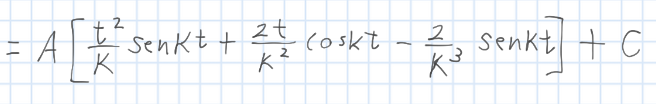 = A [ t²/K senKt + 2t/K² coskt - 2/K³ senkt ] + C